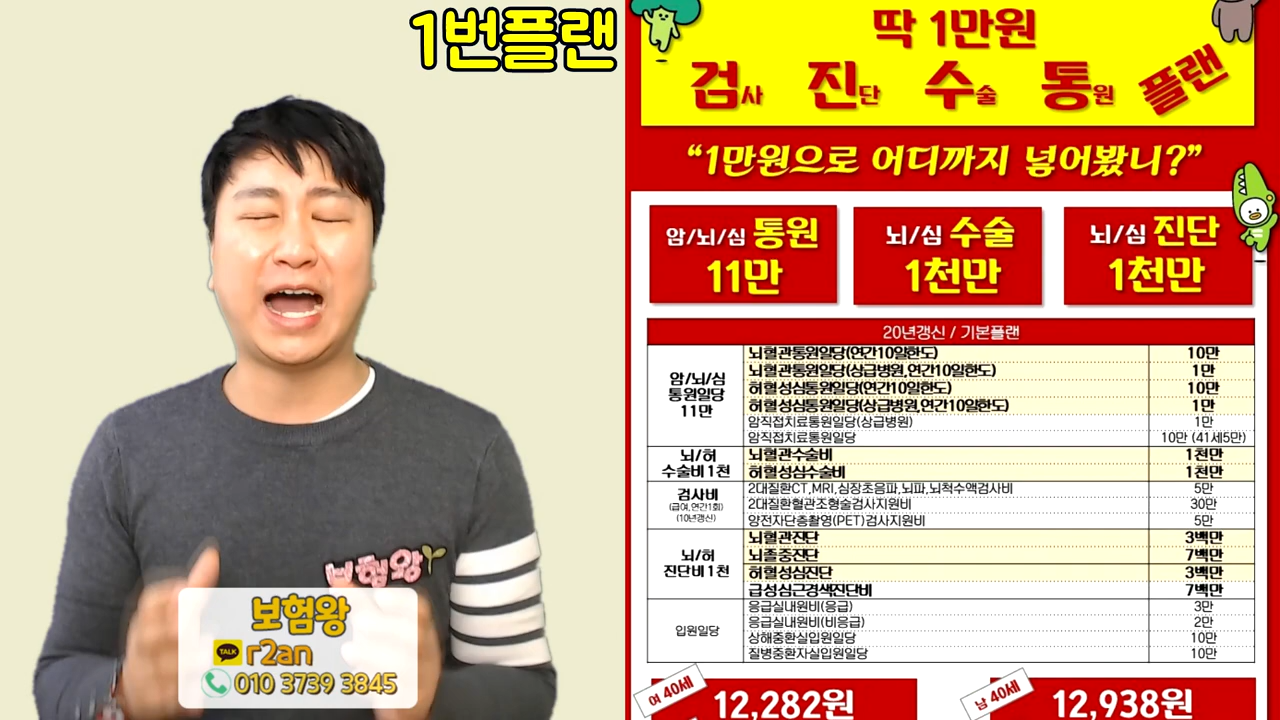 1번플랜
보험왕
보험왕
TALK r2an
010 3739 3845
딱 1만원
검사 진단 수술 통원 플랜
“1만원으로 어디까지 넣어봤니?”
암/뇌/심 통원
11만
뇌/심 수술
1천만
뇌/심 진단
1천만
20년갱신 / 기본플랜
암/뇌/심
통원일당
11만
뇌혈관통원일당(연간10일한도) 10만
뇌혈관통원일당(상급병원,연간10일한도) 1만
허혈성심통원일당(연간10일한도) 10만
허혈성심통원일당(상급병원,연간10일한도) 1만
암직접치료통원일당(상급병원) 1만
암직접치료통원일당 10만 (41세5만)
뇌/허
수술비 1천
뇌혈관수술비 1천만
허혈성심수술비 1천만
검사비
(급여,연간1회)
(10년갱신)
2대질환CT,MRI,심장초음파,뇌파,뇌척수액검사비 5만
2대질환혈관조형술검사지원비 30만
양전자단층촬영(PET)검사지원비 5만
뇌/허
진단비 1천
뇌혈관진단 3백만
뇌졸중진단 7백만
허혈성심진단 3백만
급성심근경색진단비 7백만
입원일당
응급실내원비(응급) 3만
응급실내원비(비응급) 2만
상해중환실입원일당 10만
질병중환자실입원일당 10만
여 40세
12,282원
남 40세
12,938원